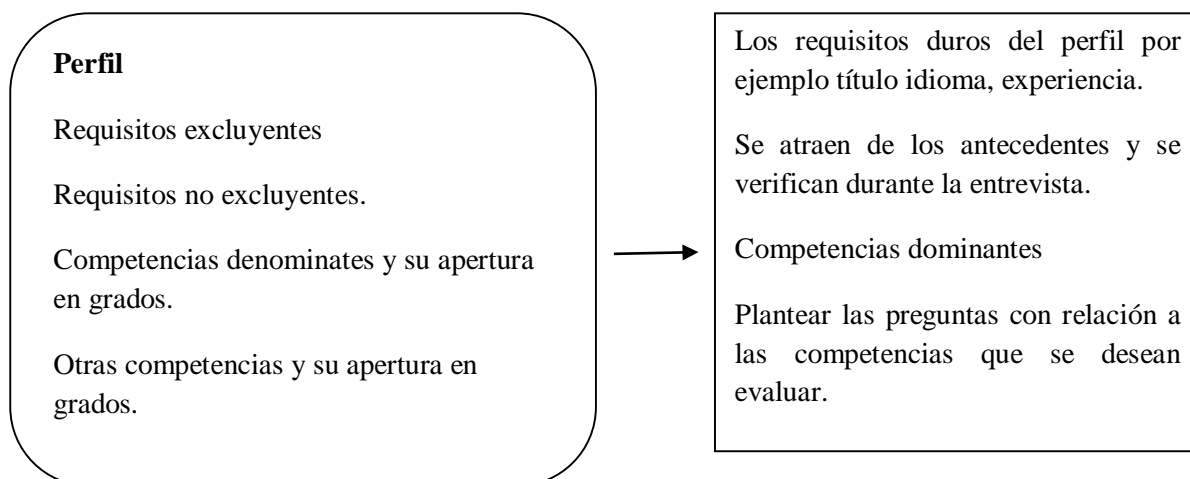 Perfil
Requisitos excluyentes
Requisitos no excluyentes.
Competencias denominates y su apertura
en grados.
Otras competencias y su apertura en
grados.
Los requisitos duros del perfil por
ejemplo título idioma, experiencia.
Se atraen de los antecedentes y se
verifican durante la entrevista.
Competencias dominantes
Plantear las preguntas con relación a
las competencias que se desean
evaluar.